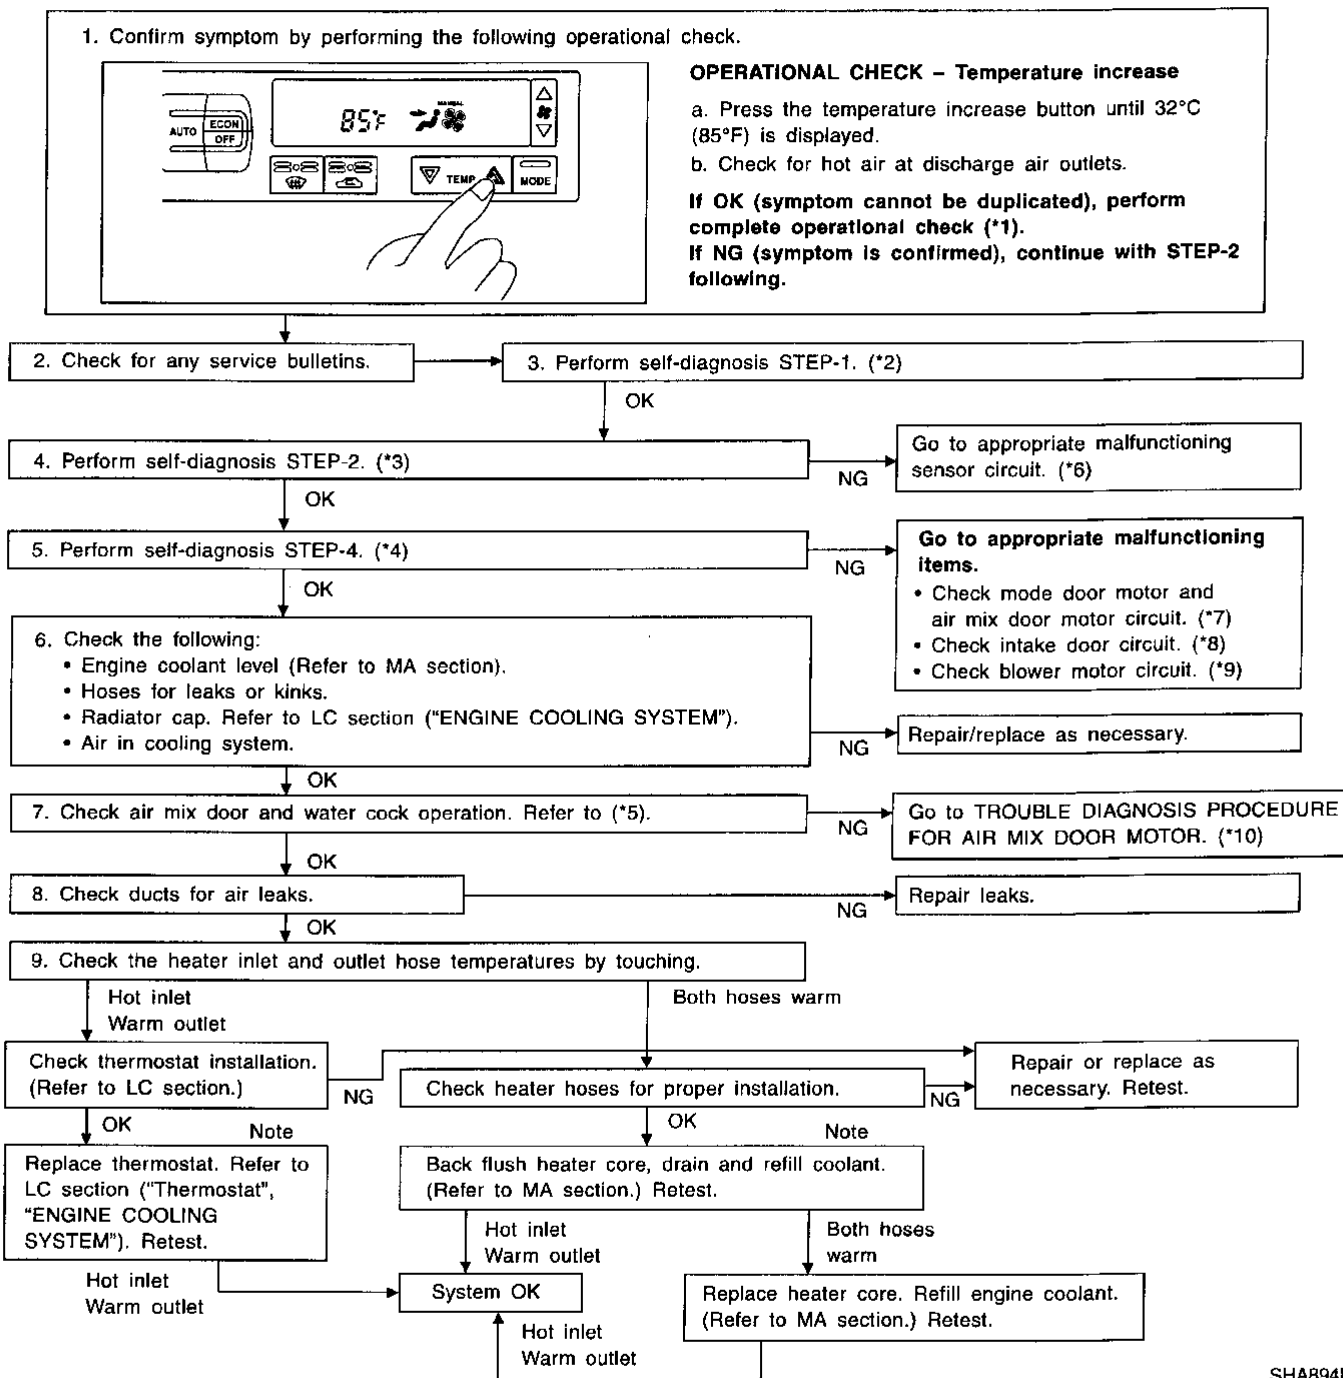 1. Confirm symptom by performing the following operational check.
AUTO
ECON
OFF
85°F
MANUAL
TEMP
MODE
OPERATIONAL CHECK – Temperature increase
a. Press the temperature increase button until 32°C
(85°F) is displayed.
b. Check for hot air at discharge air outlets.
If OK (symptom cannot be duplicated), perform
complete operational check (*1).
If NG (symptom is confirmed), continue with STEP-2
following.
2. Check for any service bulletins.
3. Perform self-diagnosis STEP-1. (*2)
OK
4. Perform self-diagnosis STEP-2. (*3)
NG
Go to appropriate malfunctioning
sensor circuit. (*6)
OK
5. Perform self-diagnosis STEP-4. (*4)
NG
Go to appropriate malfunctioning
items.
• Check mode door motor and
air mix door motor circuit. (*7)
• Check intake door circuit. (*8)
• Check blower motor circuit. (*9)
OK
6. Check the following:
• Engine coolant level (Refer to MA section).
• Hoses for leaks or kinks.
• Radiator cap. Refer to LC section ("ENGINE COOLING SYSTEM").
• Air in cooling system.
NG
Repair/replace as necessary.
OK
7. Check air mix door and water cock operation. Refer to (*5).
NG
Go to TROUBLE DIAGNOSIS PROCEDURE
FOR AIR MIX DOOR MOTOR. (*10)
OK
8. Check ducts for air leaks.
NG
Repair leaks.
OK
9. Check the heater inlet and outlet hose temperatures by touching.
Hot inlet
Warm outlet
Both hoses warm
Check thermostat installation.
(Refer to LC section.)
NG
Check heater hoses for proper installation.
NG
Repair or replace as
necessary. Retest.
OK
Note
OK
Note
Replace thermostat. Refer to
LC section ("Thermostat",
"ENGINE COOLING
SYSTEM"). Retest.
Back flush heater core, drain and refill coolant.
(Refer to MA section.) Retest.
Hot inlet
Warm outlet
Both hoses
warm
Hot inlet
Warm outlet
System OK
Replace heater core. Refill engine coolant.
(Refer to MA section.) Retest.
Hot inlet
Warm outlet